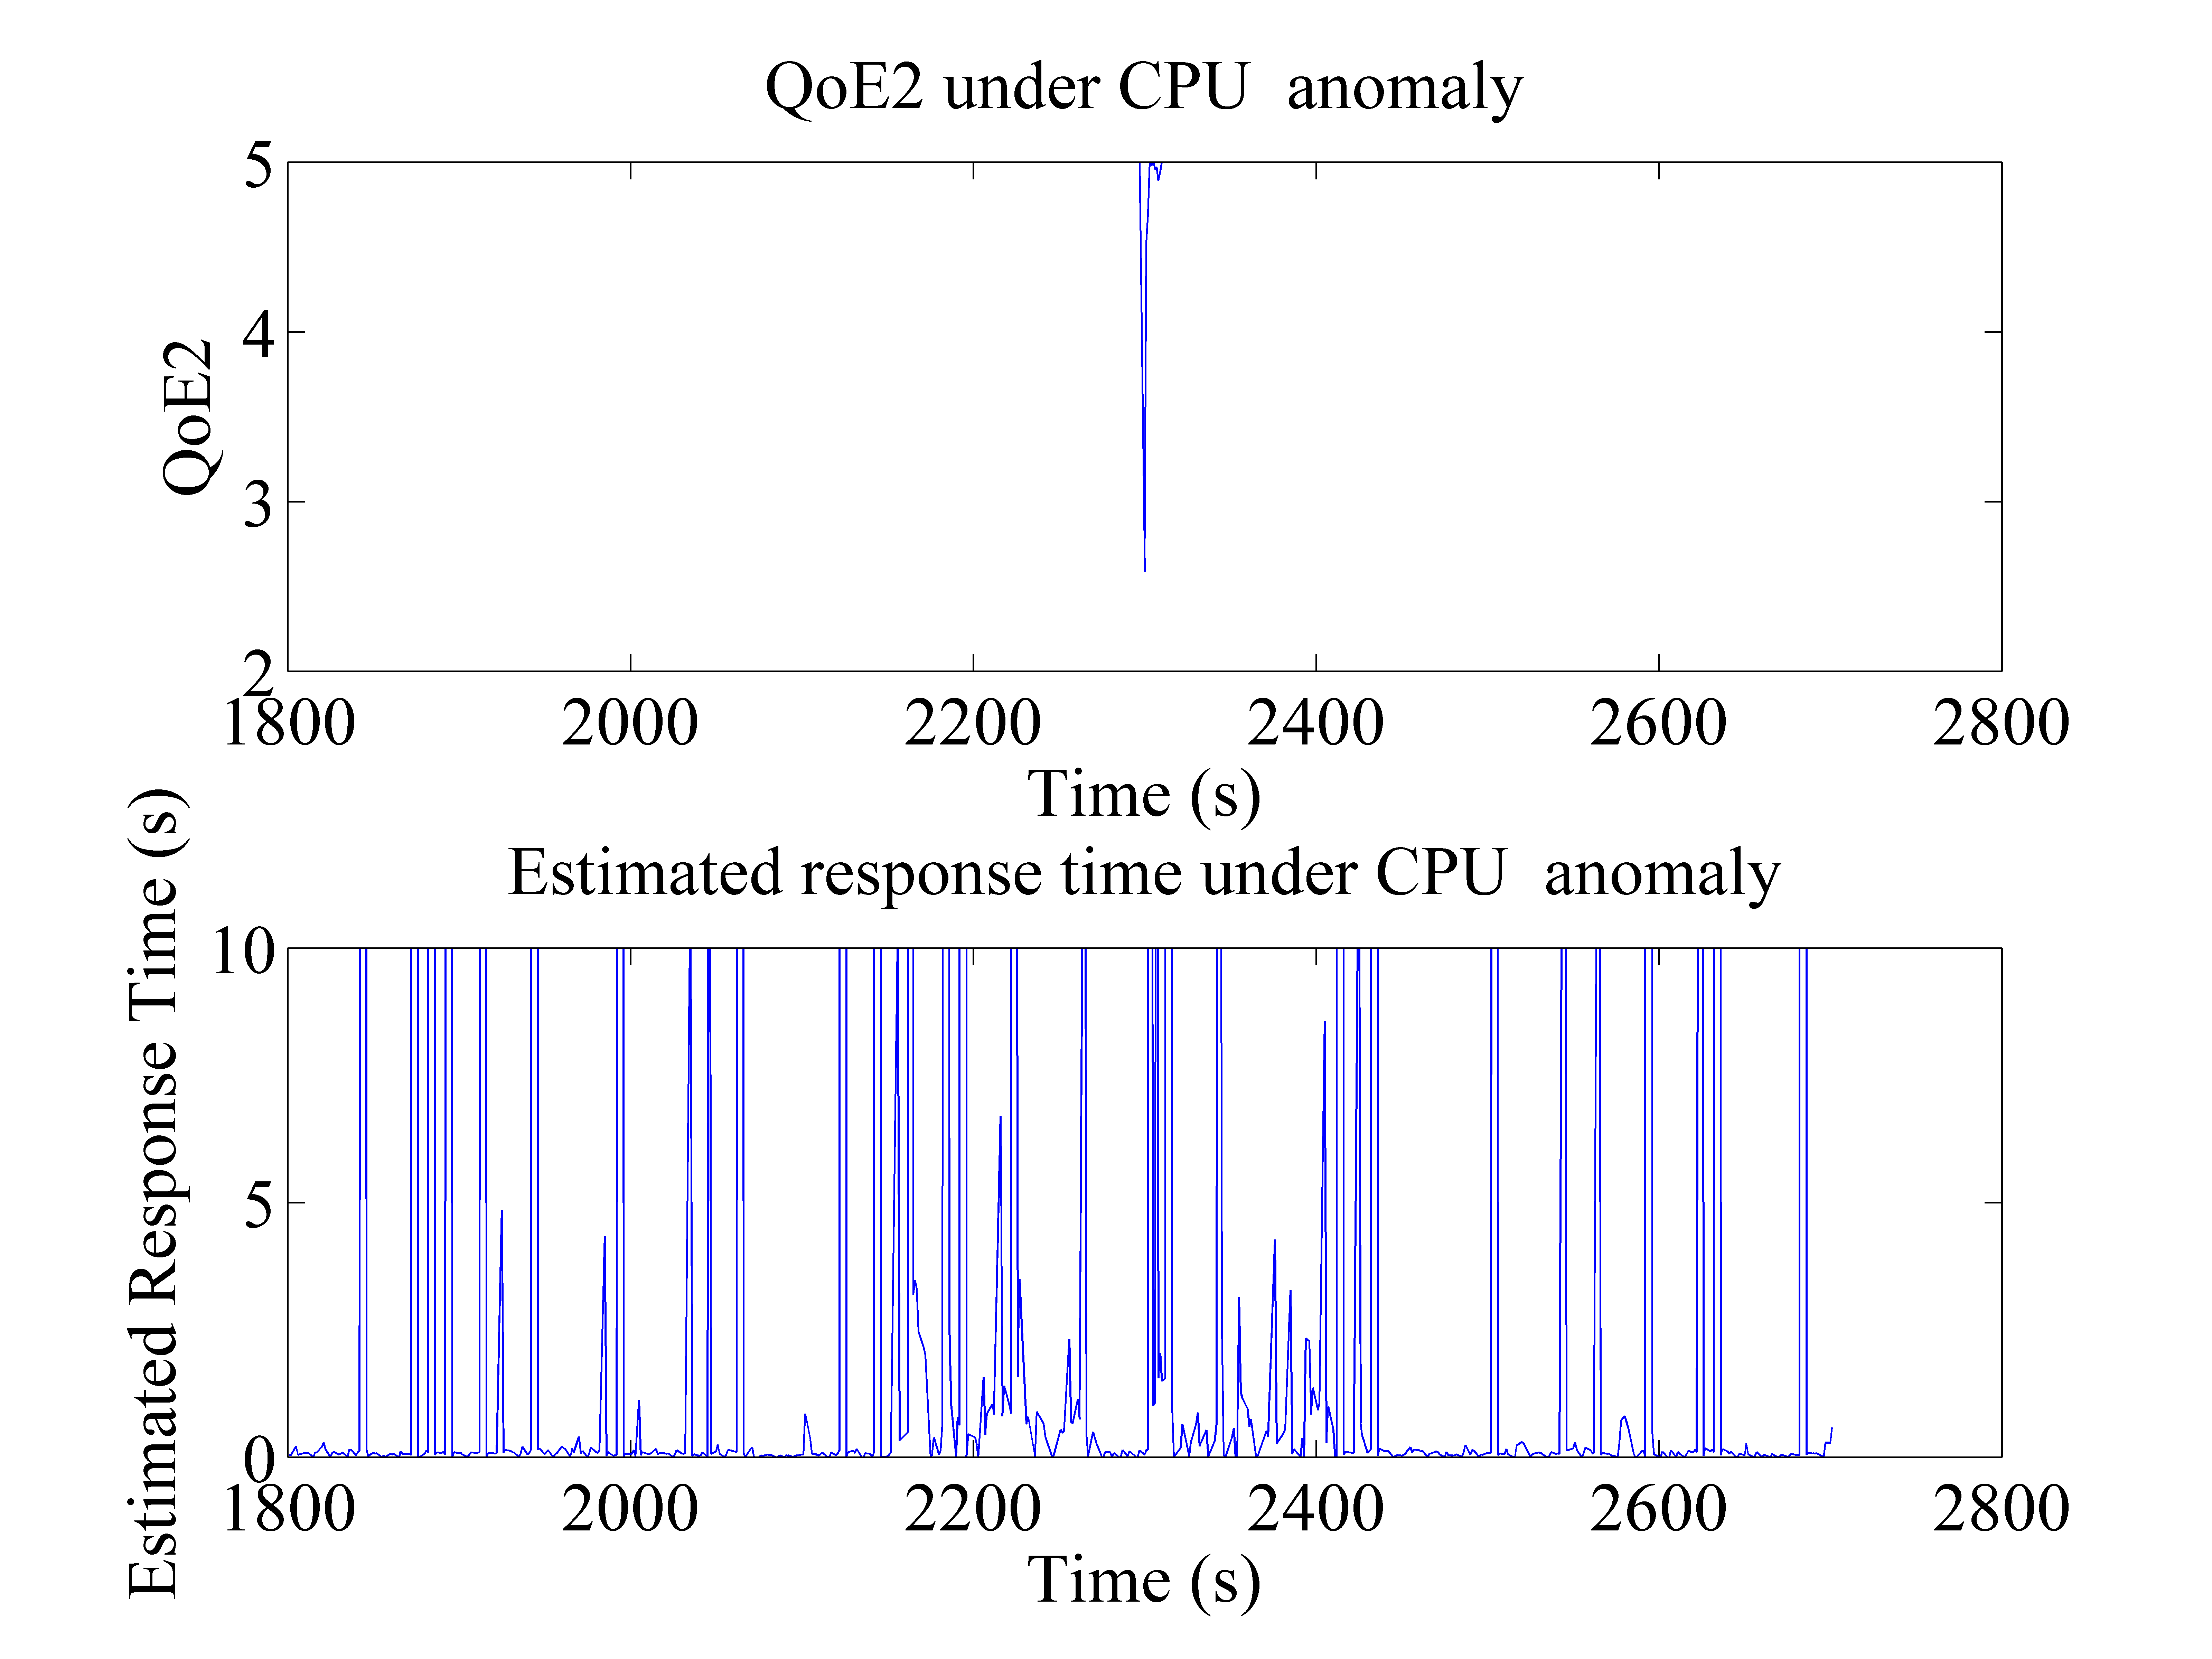 QoE2 under CPU  anomaly
5
4
3
2
QoE2
1800 2000 2200 2400 2600 2800
Time (s)
Estimated response time under CPU  anomaly
10
5
0
Estimated Response Time (s)
1800 2000 2200 2400 2600 2800
Time (s)